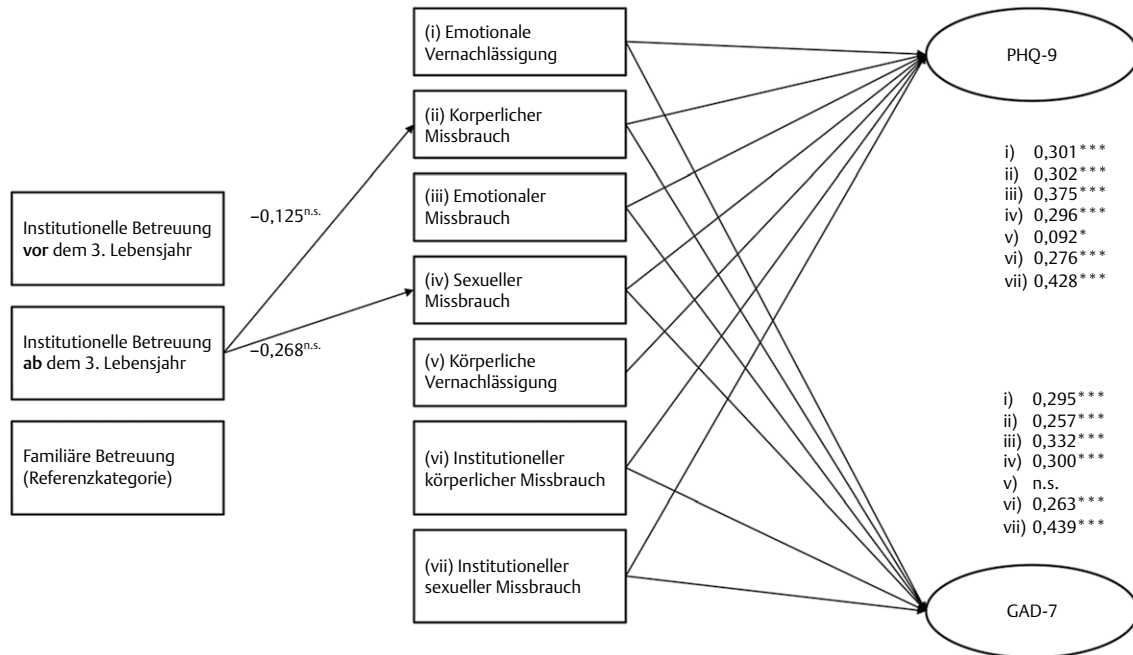 (i) Emotionale
Vernachlässigung
(ii) Korperlicher
Missbrauch
(iii) Emotionaler
Missbrauch
(iv) Sexueller
Missbrauch
(v) Körperliche
Vernachlässigung
(vi) Institutioneller
körperlicher Missbrauch
(vii) Institutioneller
sexueller Missbrauch
Institutionelle Betreuung
vor dem 3. Lebensjahr
Institutionelle Betreuung
ab dem 3. Lebensjahr
Familiäre Betreuung
(Referenzkategorie)
−0,125n.s.
−0,268n.s.
PHQ-9
i) 0,301***
ii) 0,302***
iii) 0,375***
iv) 0,296***
v) 0,092*
vi) 0,276***
vii) 0,428***
i) 0,295***
ii) 0,257***
iii) 0,332***
iv) 0,300***
v) n.s.
vi) 0,263***
vii) 0,439***
GAD-7